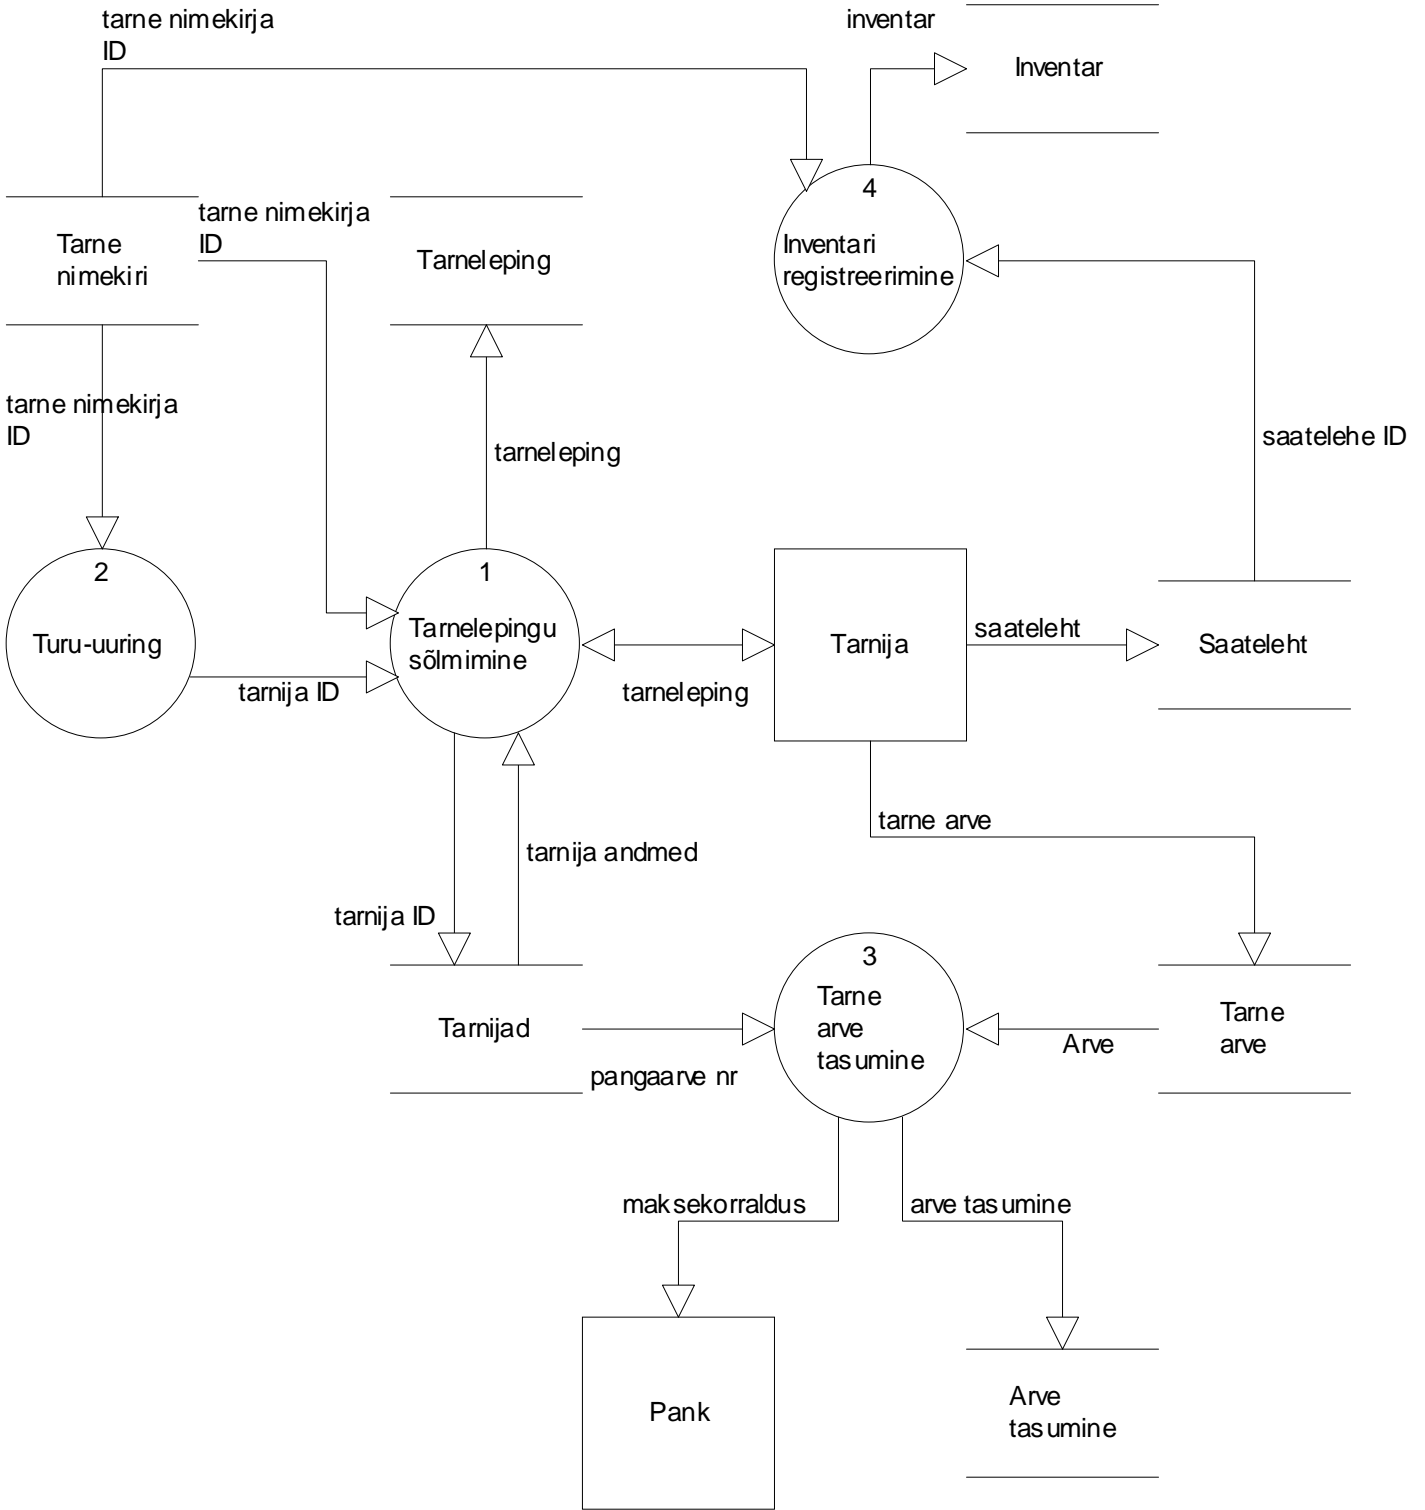 tarne nimekirja
ID
inventar
Inventar
4
Inventari
registreerimine
tarne nimekirja
ID
Tarne
nimekiri
Tarneleping
tarne nimekirja
ID
tarneleping
saatelehe ID
2
Turu-uuring
1
Tarnelepingu
sõlmimine
Tarnija
saateleht
Saateleht
tarnija ID
tarneleping
tarne arve
tarnija andmed
tarnija ID
3
Tarne
arve
tasumine
Tarnijad
Tarne
arve
Arve
pangaarve nr
maksekorraldus
arve tasumine
Pank
Arve
tasumine